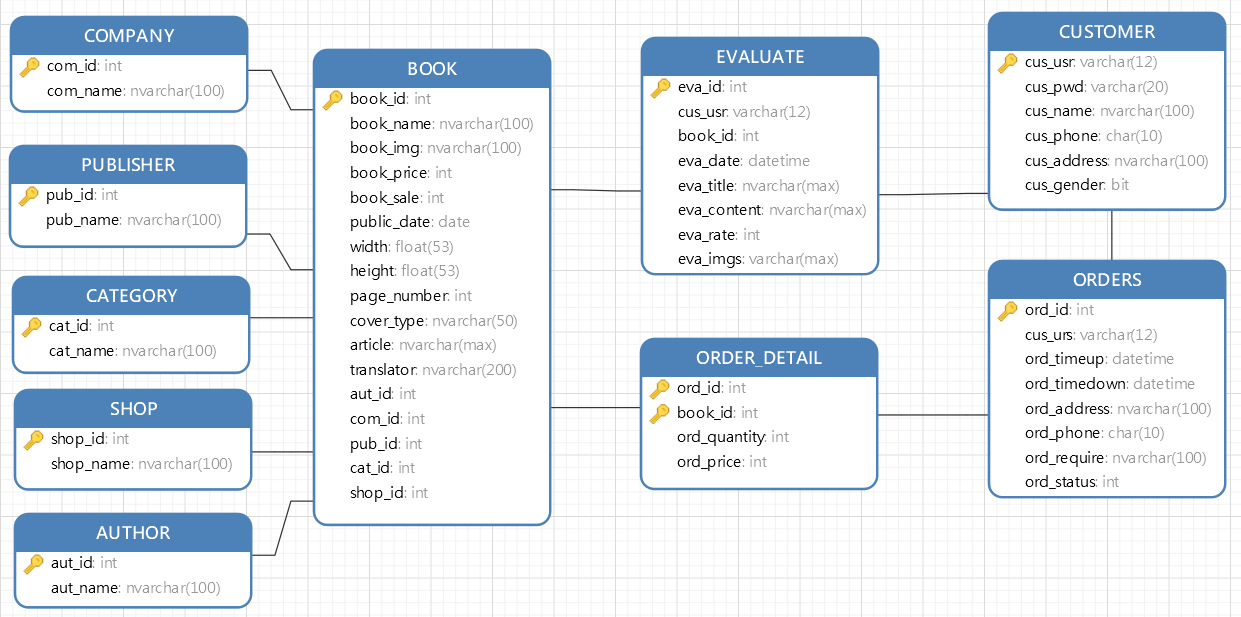 COMPANY
com_id: int
com_name: nvarchar(100)
PUBLISHER
pub_id: int
pub_name: nvarchar(100)
CATEGORY
cat_id: int
cat_name: nvarchar(100)
SHOP
shop_id: int
shop_name: nvarchar(100)
AUTHOR
aut_id: int
aut_name: nvarchar(100)
BOOK
book_id: int
book_name: nvarchar(100)
book_img: nvarchar(100)
book_price: int
book_sale: int
public_date: date
width: float(53)
height: float(53)
page_number: int
cover_type: nvarchar(50)
article: nvarchar(max)
translator: nvarchar(200)
aut_id: int
com_id: int
pub_id: int
cat_id: int
shop_id: int
EVALUATE
eva_id: int
cus_usr: varchar(12)
book_id: int
eva_date: datetime
eva_title: nvarchar(max)
eva_content: nvarchar(max)
eva_rate: int
eva_imgs: varchar(max)
ORDER_DETAIL
ord_id: int
book_id: int
ord_quantity: int
ord_price: int
CUSTOMER
cus_usr: varchar(12)
cus_pwd: varchar(20)
cus_name: nvarchar(100)
cus_phone: char(10)
cus_address: nvarchar(100)
cus_gender: bit
ORDERS
ord_id: int
cus_urs: varchar(12)
ord_timeup: datetime
ord_timedown: datetime
ord_address: nvarchar(100)
ord_phone: char(10)
ord_require: nvarchar(100)
ord_status: int